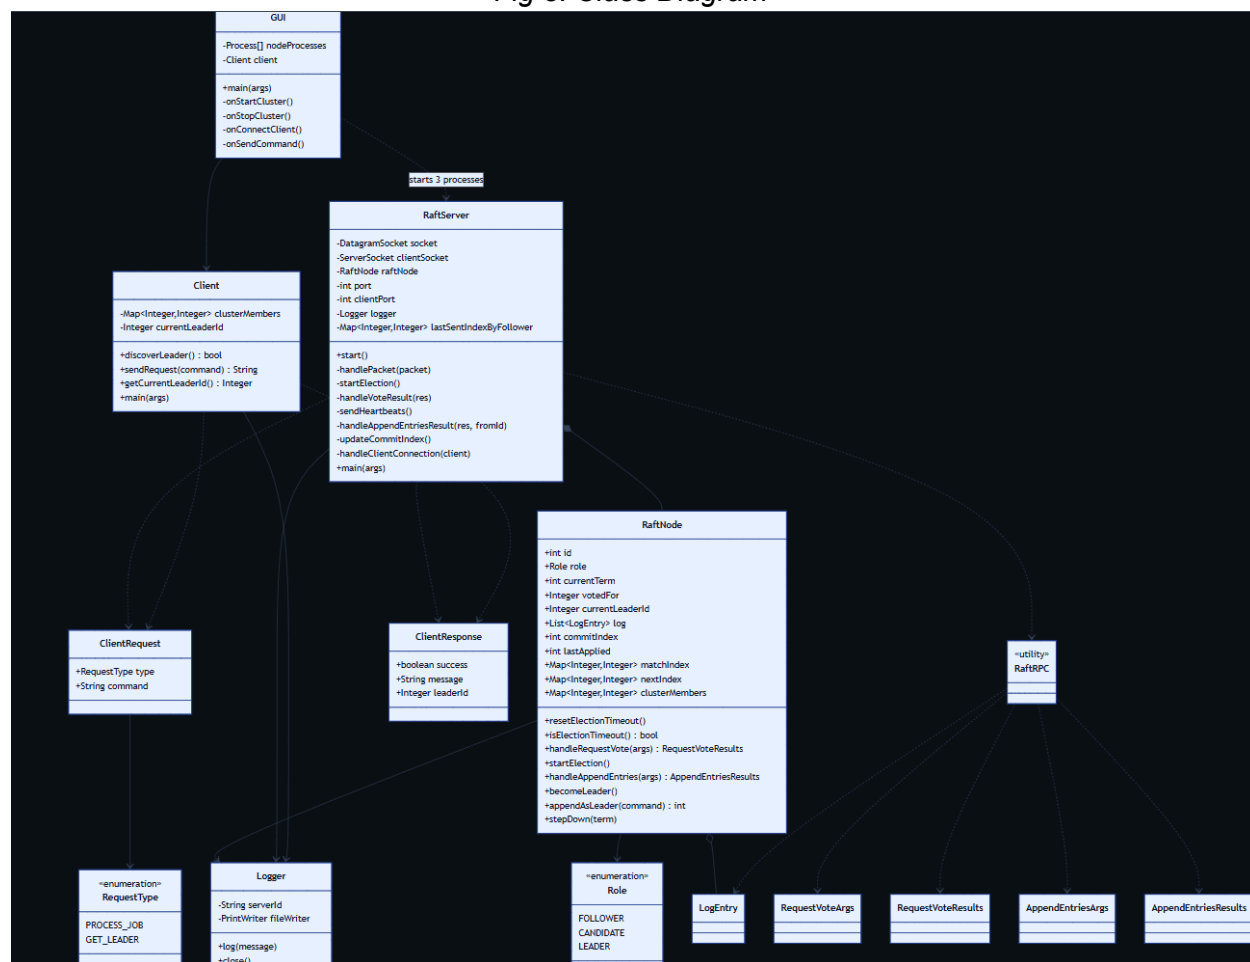 Fig 6. Class Diagram
GUI
-Process[] nodeProcesses
-Client client
+main(args)
-onStartCluster()
-onStopCluster()
-onConnectClient()
-onSendCommand()
starts 3 processes
RaftServer
-DatagramSocket socket
-ServerSocket clientSocket
-RaftNode raftNode
-int port
-int clientPort
-Logger logger
-Map<Integer,Integer> lastSentIndexByFollower
+start()
-handlePacket(packet)
-startElection()
-handleVoteResult(res)
-sendHeartbeats()
-handleAppendEntriesResult(res, fromId)
-updateCommitIndex()
-handleClientConnection(client)
+main(args)
Client
-Map<Integer,Integer> clusterMembers
-Integer currentLeaderId
+discoverLeader() : bool
+sendRequest(command) : String
+getCurrentLeaderId() : Integer
+main(args)
RaftNode
+int id
+Role role
+int currentTerm
+Integer votedFor
+Integer currentLeaderId
+List<LogEntry> log
+int commitIndex
+int lastApplied
+Map<Integer,Integer> matchIndex
+Map<Integer,Integer> nextIndex
+Map<Integer,Integer> clusterMembers
+resetElectionTimeout()
+isElectionTimeout() : bool
+handleRequestVote(args) : RequestVoteResults
+startElection()
+handleAppendEntries(args) : AppendEntriesResults
+becomeLeader()
+appendAsLeader(command) : int
+stepDown(term)
ClientRequest
+RequestType type
+String command
ClientResponse
+boolean success
+String message
+Integer leaderId
«utility»
RaftRPC
«enumeration»
RequestType
PROCESS_JOB
GET_LEADER
Logger
-String serverId
-PrintWriter fileWriter
+log(message)
+close()
«enumeration»
Role
FOLLOWER
CANDIDATE
LEADER
LogEntry
RequestVoteArgs
RequestVoteResults
AppendEntriesArgs
AppendEntriesResults